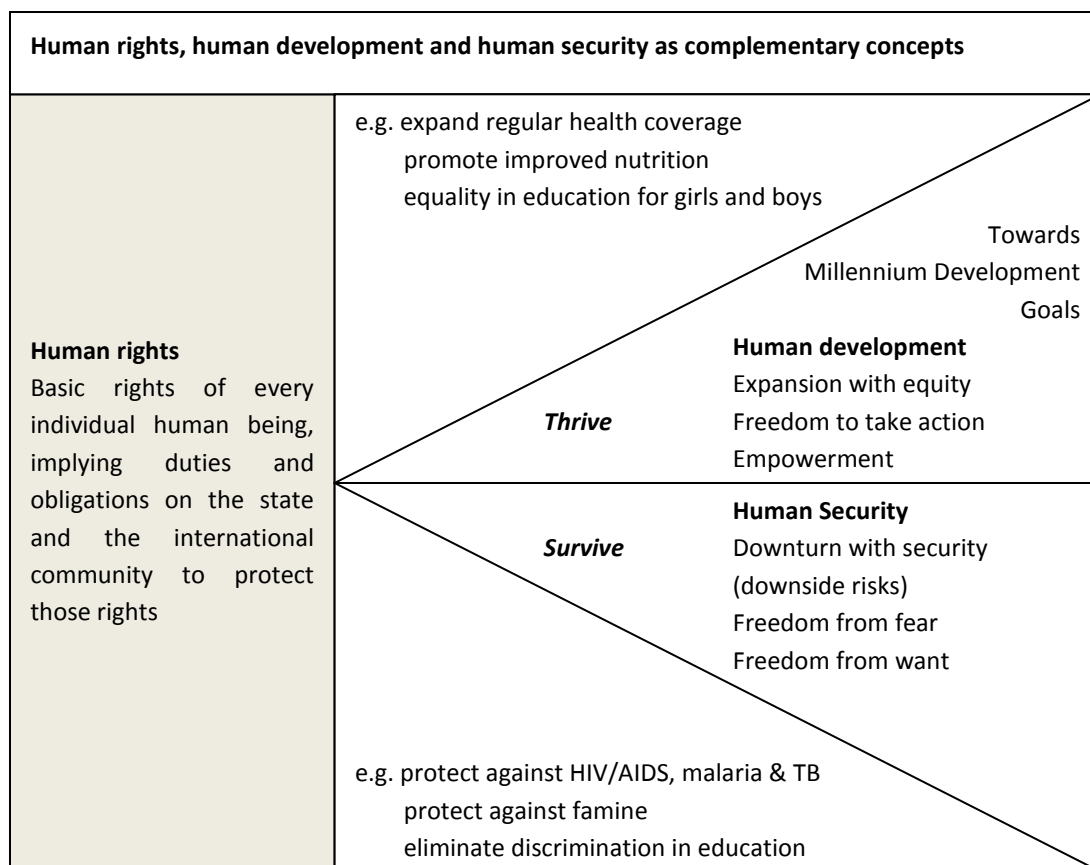 Human rights, human development and human security as complementary concepts
Human rights
Basic rights of every
individual human being,
implying duties and
obligations on the state
and the international
community to protect
those rights
e.g. expand regular health coverage
promote improved nutrition
equality in education for girls and boys
Towards
Millennium Development
Goals
Thrive
Human development
Expansion with equity
Freedom to take action
Empowerment
Survive
Human Security
Downturn with security
(downside risks)
Freedom from fear
Freedom from want
e.g. protect against HIV/AIDS, malaria & TB
protect against famine
eliminate discrimination in education